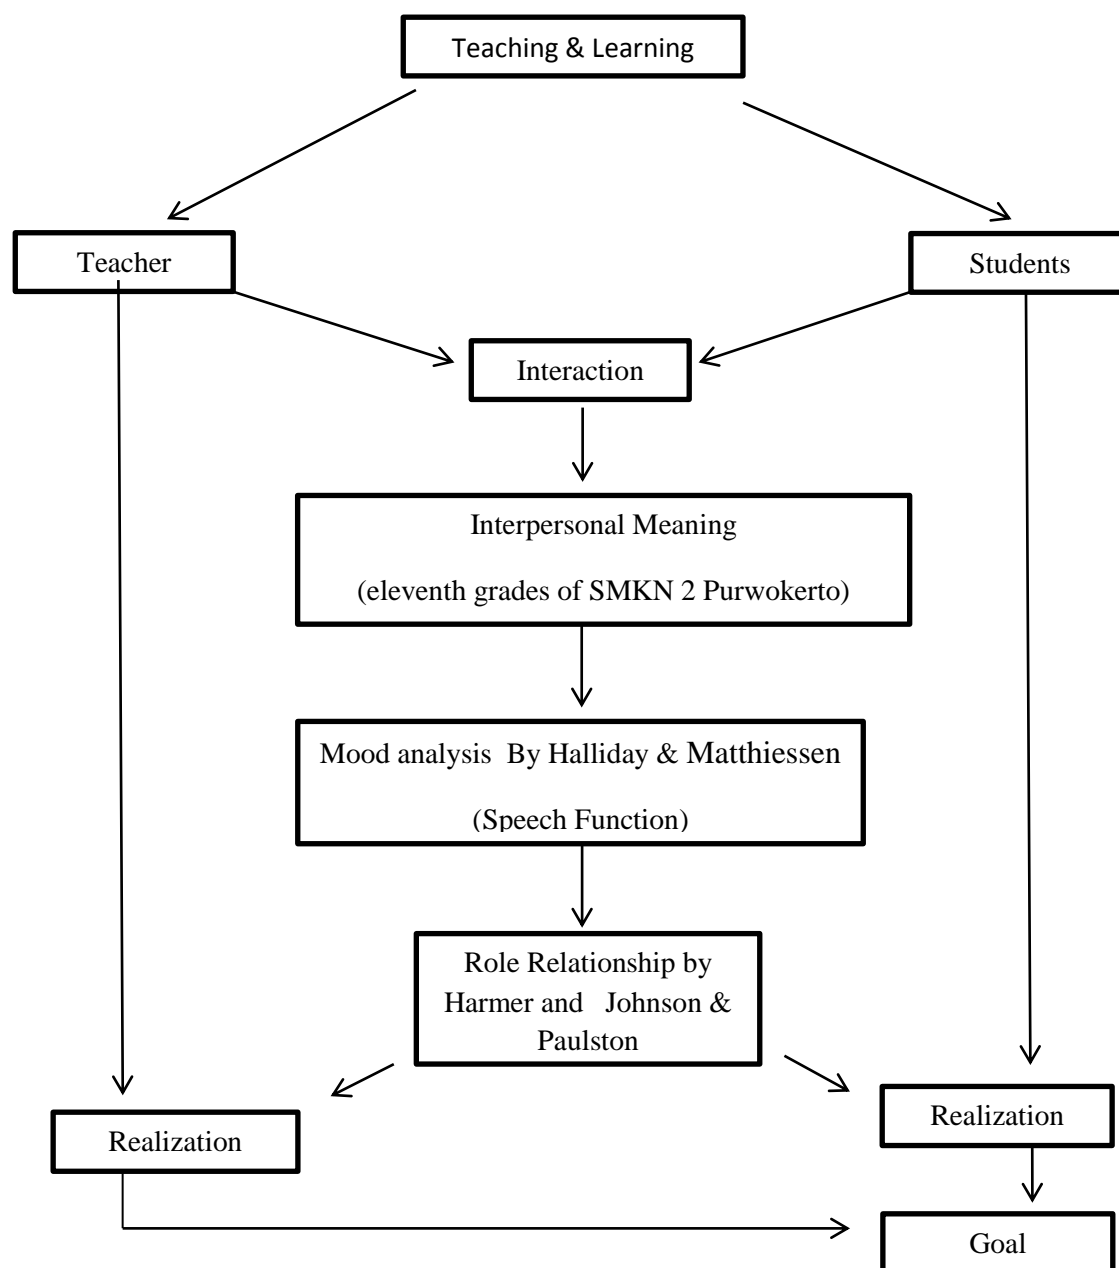 Teaching & Learning
Teacher
Students
Interaction
Interpersonal Meaning
(eleventh grades of SMKN 2 Purwokerto)
Mood analysis By Halliday & Matthiessen
(Speech Function)
Role Relationship by
Harmer and Johnson &
Paulston
Realization
Realization
Goal